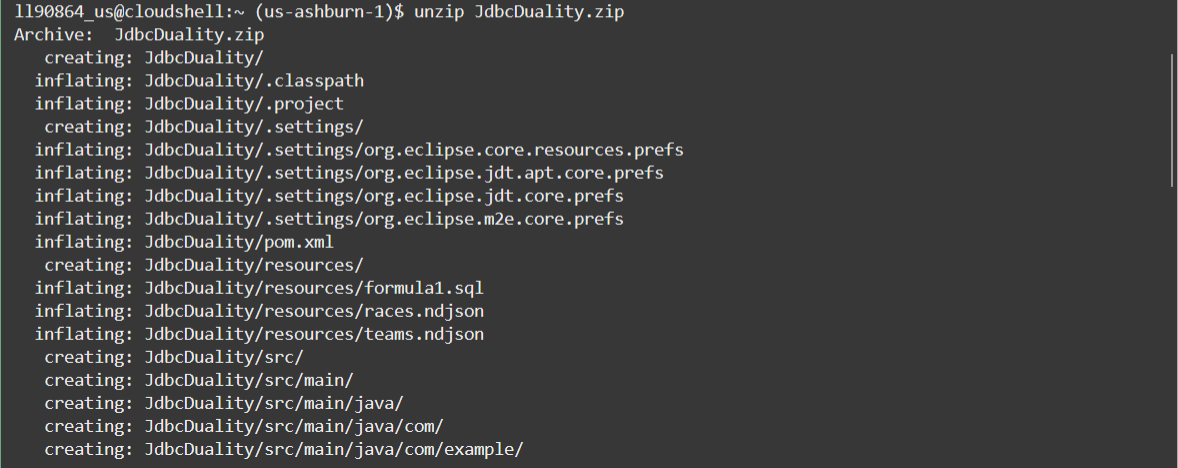 ll90864_us@cloudshell:~ (us-ashburn-1)$ unzip JdbcDuality.zip
Archive:  JdbcDuality.zip
   creating: JdbcDuality/
  inflating: JdbcDuality/.classpath
  inflating: JdbcDuality/.project
   creating: JdbcDuality/.settings/
  inflating: JdbcDuality/.settings/org.eclipse.core.resources.prefs
  inflating: JdbcDuality/.settings/org.eclipse.jdt.apt.core.prefs
  inflating: JdbcDuality/.settings/org.eclipse.jdt.core.prefs
  inflating: JdbcDuality/.settings/org.eclipse.m2e.core.prefs
  inflating: JdbcDuality/pom.xml
   creating: JdbcDuality/resources/
  inflating: JdbcDuality/resources/formula1.sql
  inflating: JdbcDuality/resources/races.ndjson
  inflating: JdbcDuality/resources/teams.ndjson
   creating: JdbcDuality/src/
   creating: JdbcDuality/src/main/
   creating: JdbcDuality/src/main/java/
   creating: JdbcDuality/src/main/java/com/
   creating: JdbcDuality/src/main/java/com/example/